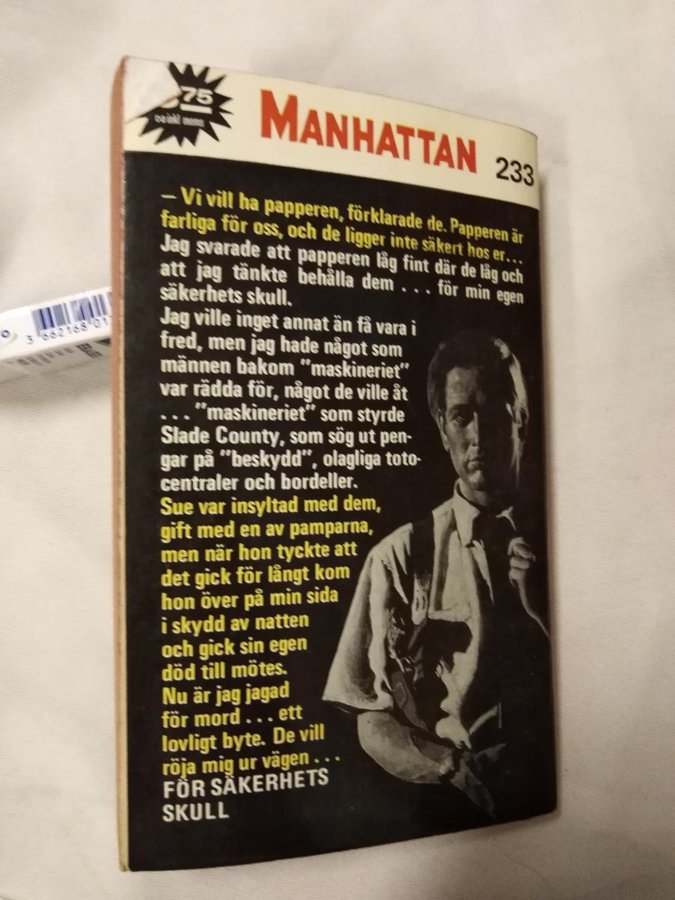 75
ca inkl moms
MANHATTAN
233
– Vi vill ha papperen, förklarade de. Papperen är
farliga för oss, och de ligger inte säkert hos er...
Jag svarade att papperen låg fint där de låg och
att jag tänkte behålla dem . . . för min egen
säkerhets skull.
Jag ville inget annat än få vara i
fred, men jag hade något som
männen bakom "maskineriet"
var rädda för, något de ville åt
. . . "maskineriet" som styrde
Slade County, som sög ut pen-
gar på "beskydd", olagliga toto-
centraler och bordeller.
Sue var insyltad med dem,
gift med en av pamparna,
men när hon tyckte att
det gick för långt kom
hon över på min sida
i skydd av natten
och gick sin egen
död till mötes.
Nu är jag jagad
för mord . . . ett
lovligt byte. De vill
röja mig ur vägen . . .
FÖR SÄKERHETS
SKULL